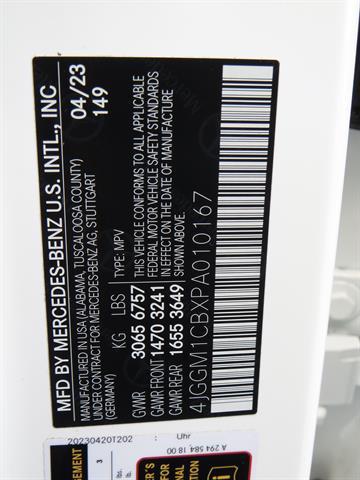 MFD BY MERCEDES-BENZ U.S. INTL., INC
04/23
149
MADE IN USA (ALABAMA, TUSCALOOSA COUNTY)
UNDER CONTRACT FOR MERCEDES-BENZ AG, STUTTGART
(GERMANY)
TYPE: MPV
KG LBS
GVWR 3065 6757
GAWR FRONT 1470 3241
GAWR REAR 1655 3649
THIS VEHICLE CONFORMS TO ALL APPLICABLE
FEDERAL MOTOR VEHICLE SAFETY STANDARDS
IN EFFECT ON THE DATE OF MANUFACTURE
4JGGM1CBXPA010167
20230420T202 : Uhr
A 294 584 18 00